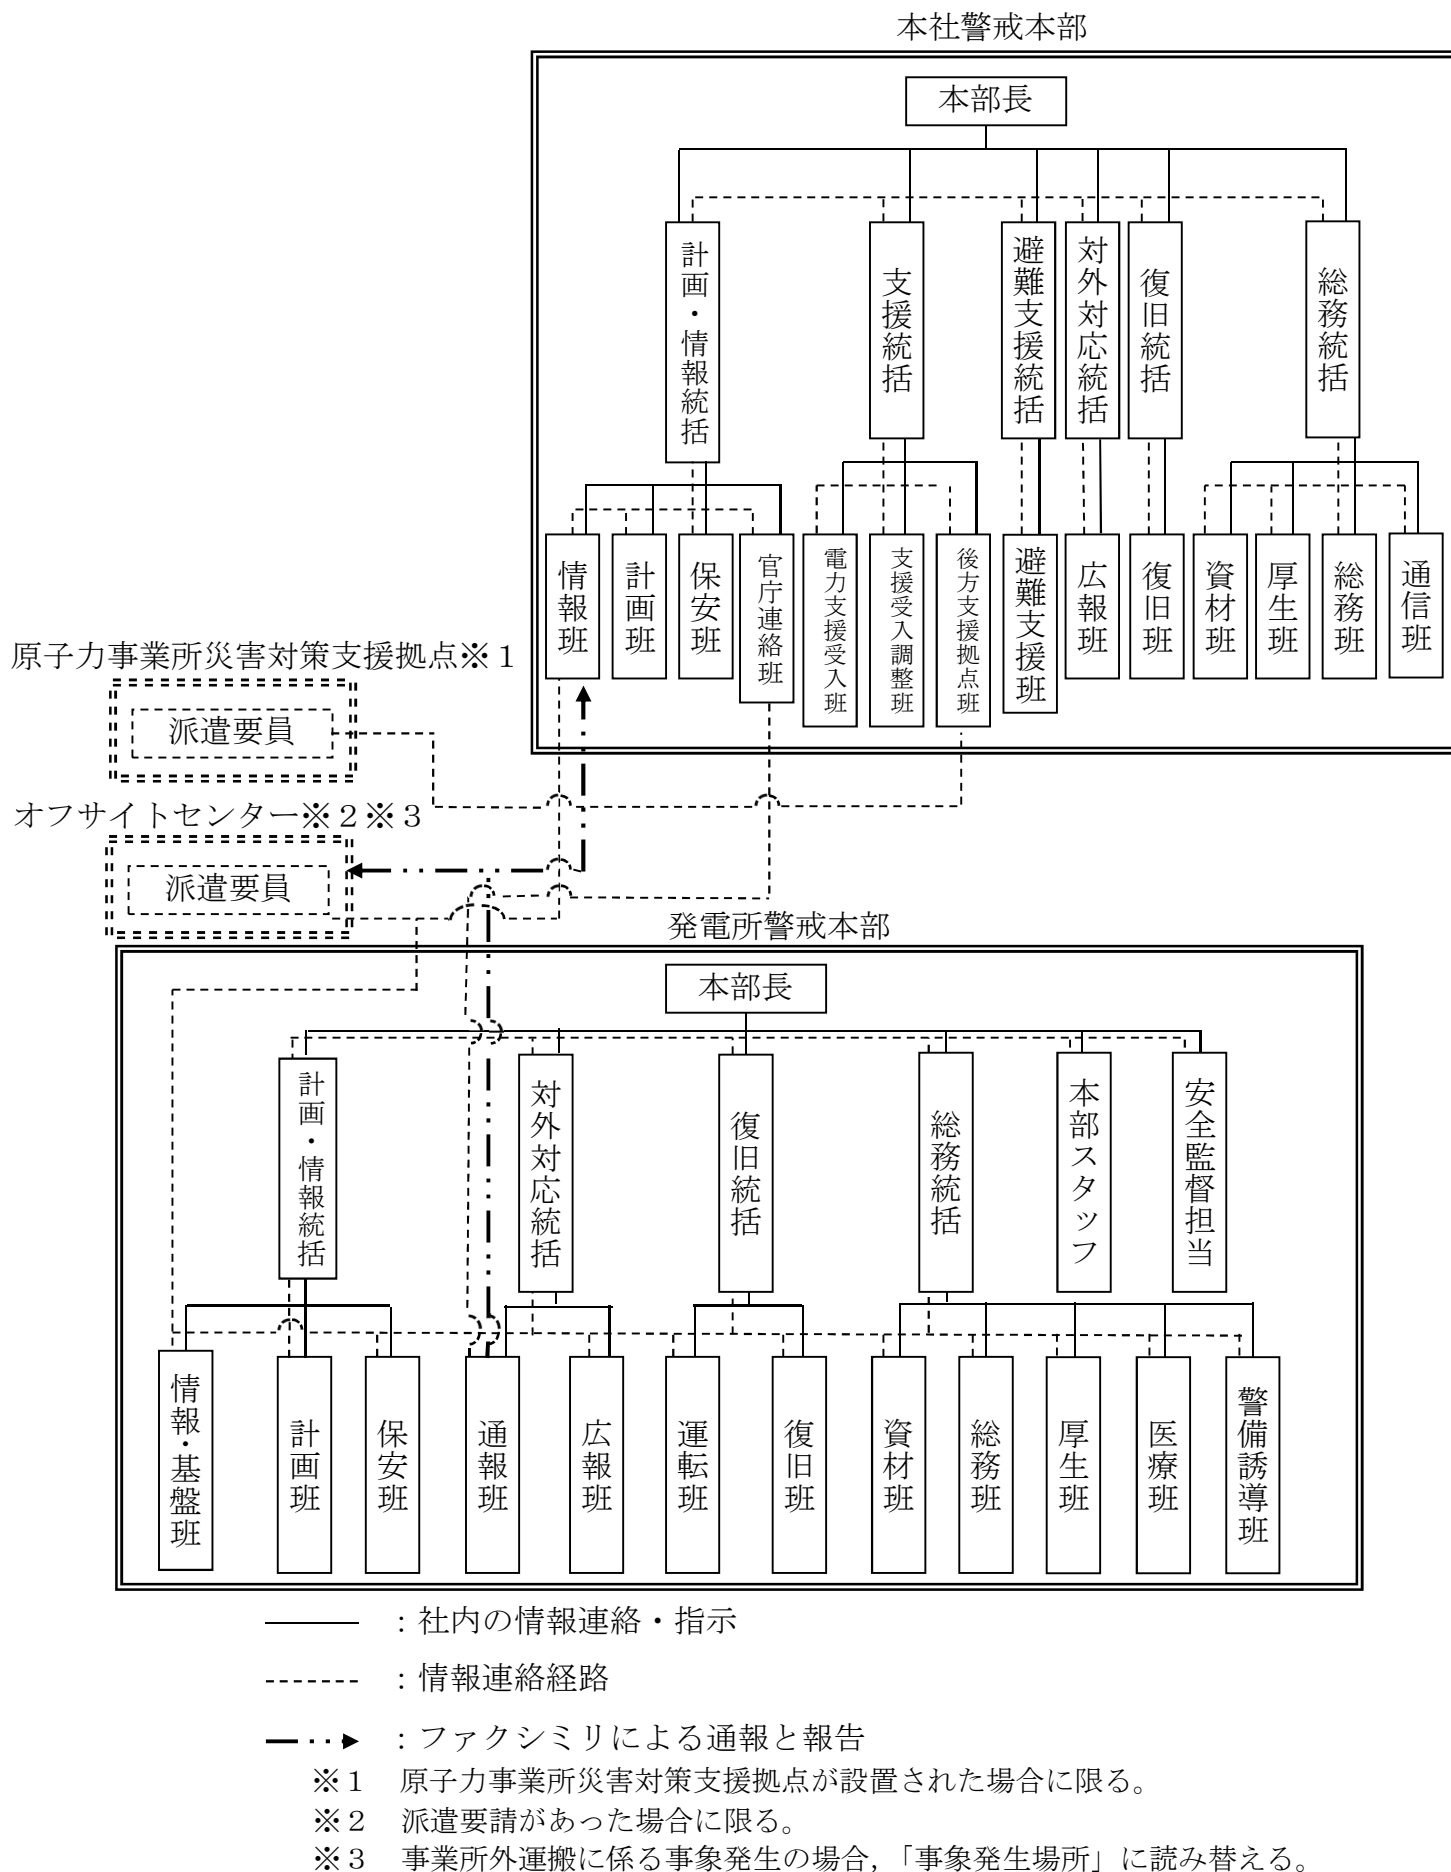 本社警戒本部
本部長
計画・情報統括
支援統括
避難支援統括
対外対応統括
復旧統括
総務統括
情報班
計画班
保安班
官庁連絡班
電力支援受入班
支援受入調整班
後方支援拠点班
避難支援班
広報班
復旧班
資材班
厚生班
総務班
通信班
原子力事業所災害対策支援拠点※1
派遣要員
オフサイトセンター※2※3
派遣要員
発電所警戒本部
本部長
計画・情報統括
対外対応統括
復旧統括
総務統括
本部スタッフ
安全監督担当
情報・基盤班
計画班
保安班
通報班
広報班
運転班
復旧班
資材班
総務班
厚生班
医療班
警備誘導班
：社内の情報連絡・指示
：情報連絡経路
：ファクシミリによる通報と報告
※1　原子力事業所災害対策支援拠点が設置された場合に限る。
※2　派遣要請があった場合に限る。
※3　事業所外運搬に係る事象発生の場合，「事象発生場所」に読み替える。